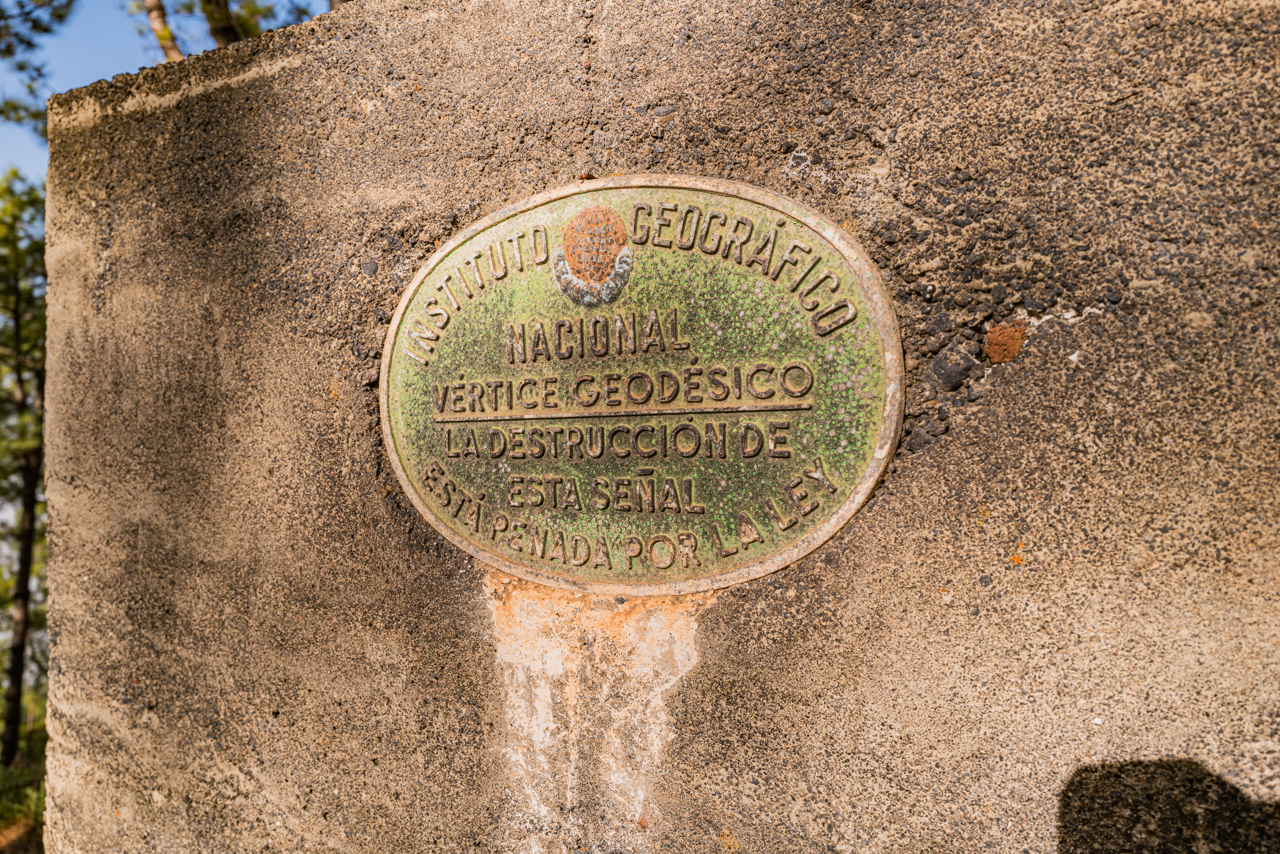 INSTITUTO GEOGRÁFICO
NACIONAL
VÉRTICE GEODÉSICO
LA DESTRUCCIÓN DE
ESTA SEÑAL
ESTÁ PENADA POR LA LEY